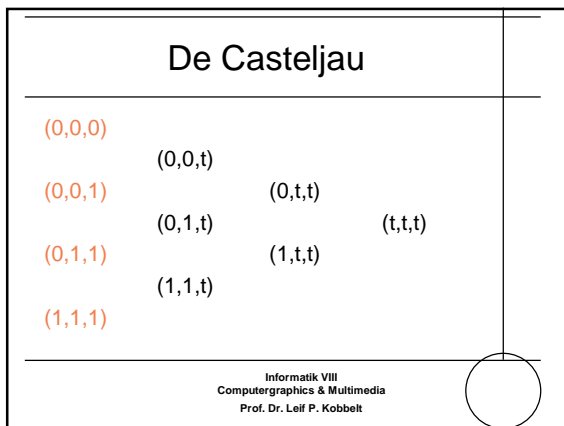 De Casteljau
(0,0,0)
(0,0,t)
(0,0,1) (0,t,t)
(0,1,t) (t,t,t)
(0,1,1) (1,t,t)
(1,1,t)
(1,1,1)
Informatik VIII
Computergraphics & Multimedia
Prof. Dr. Leif P. Kobbelt